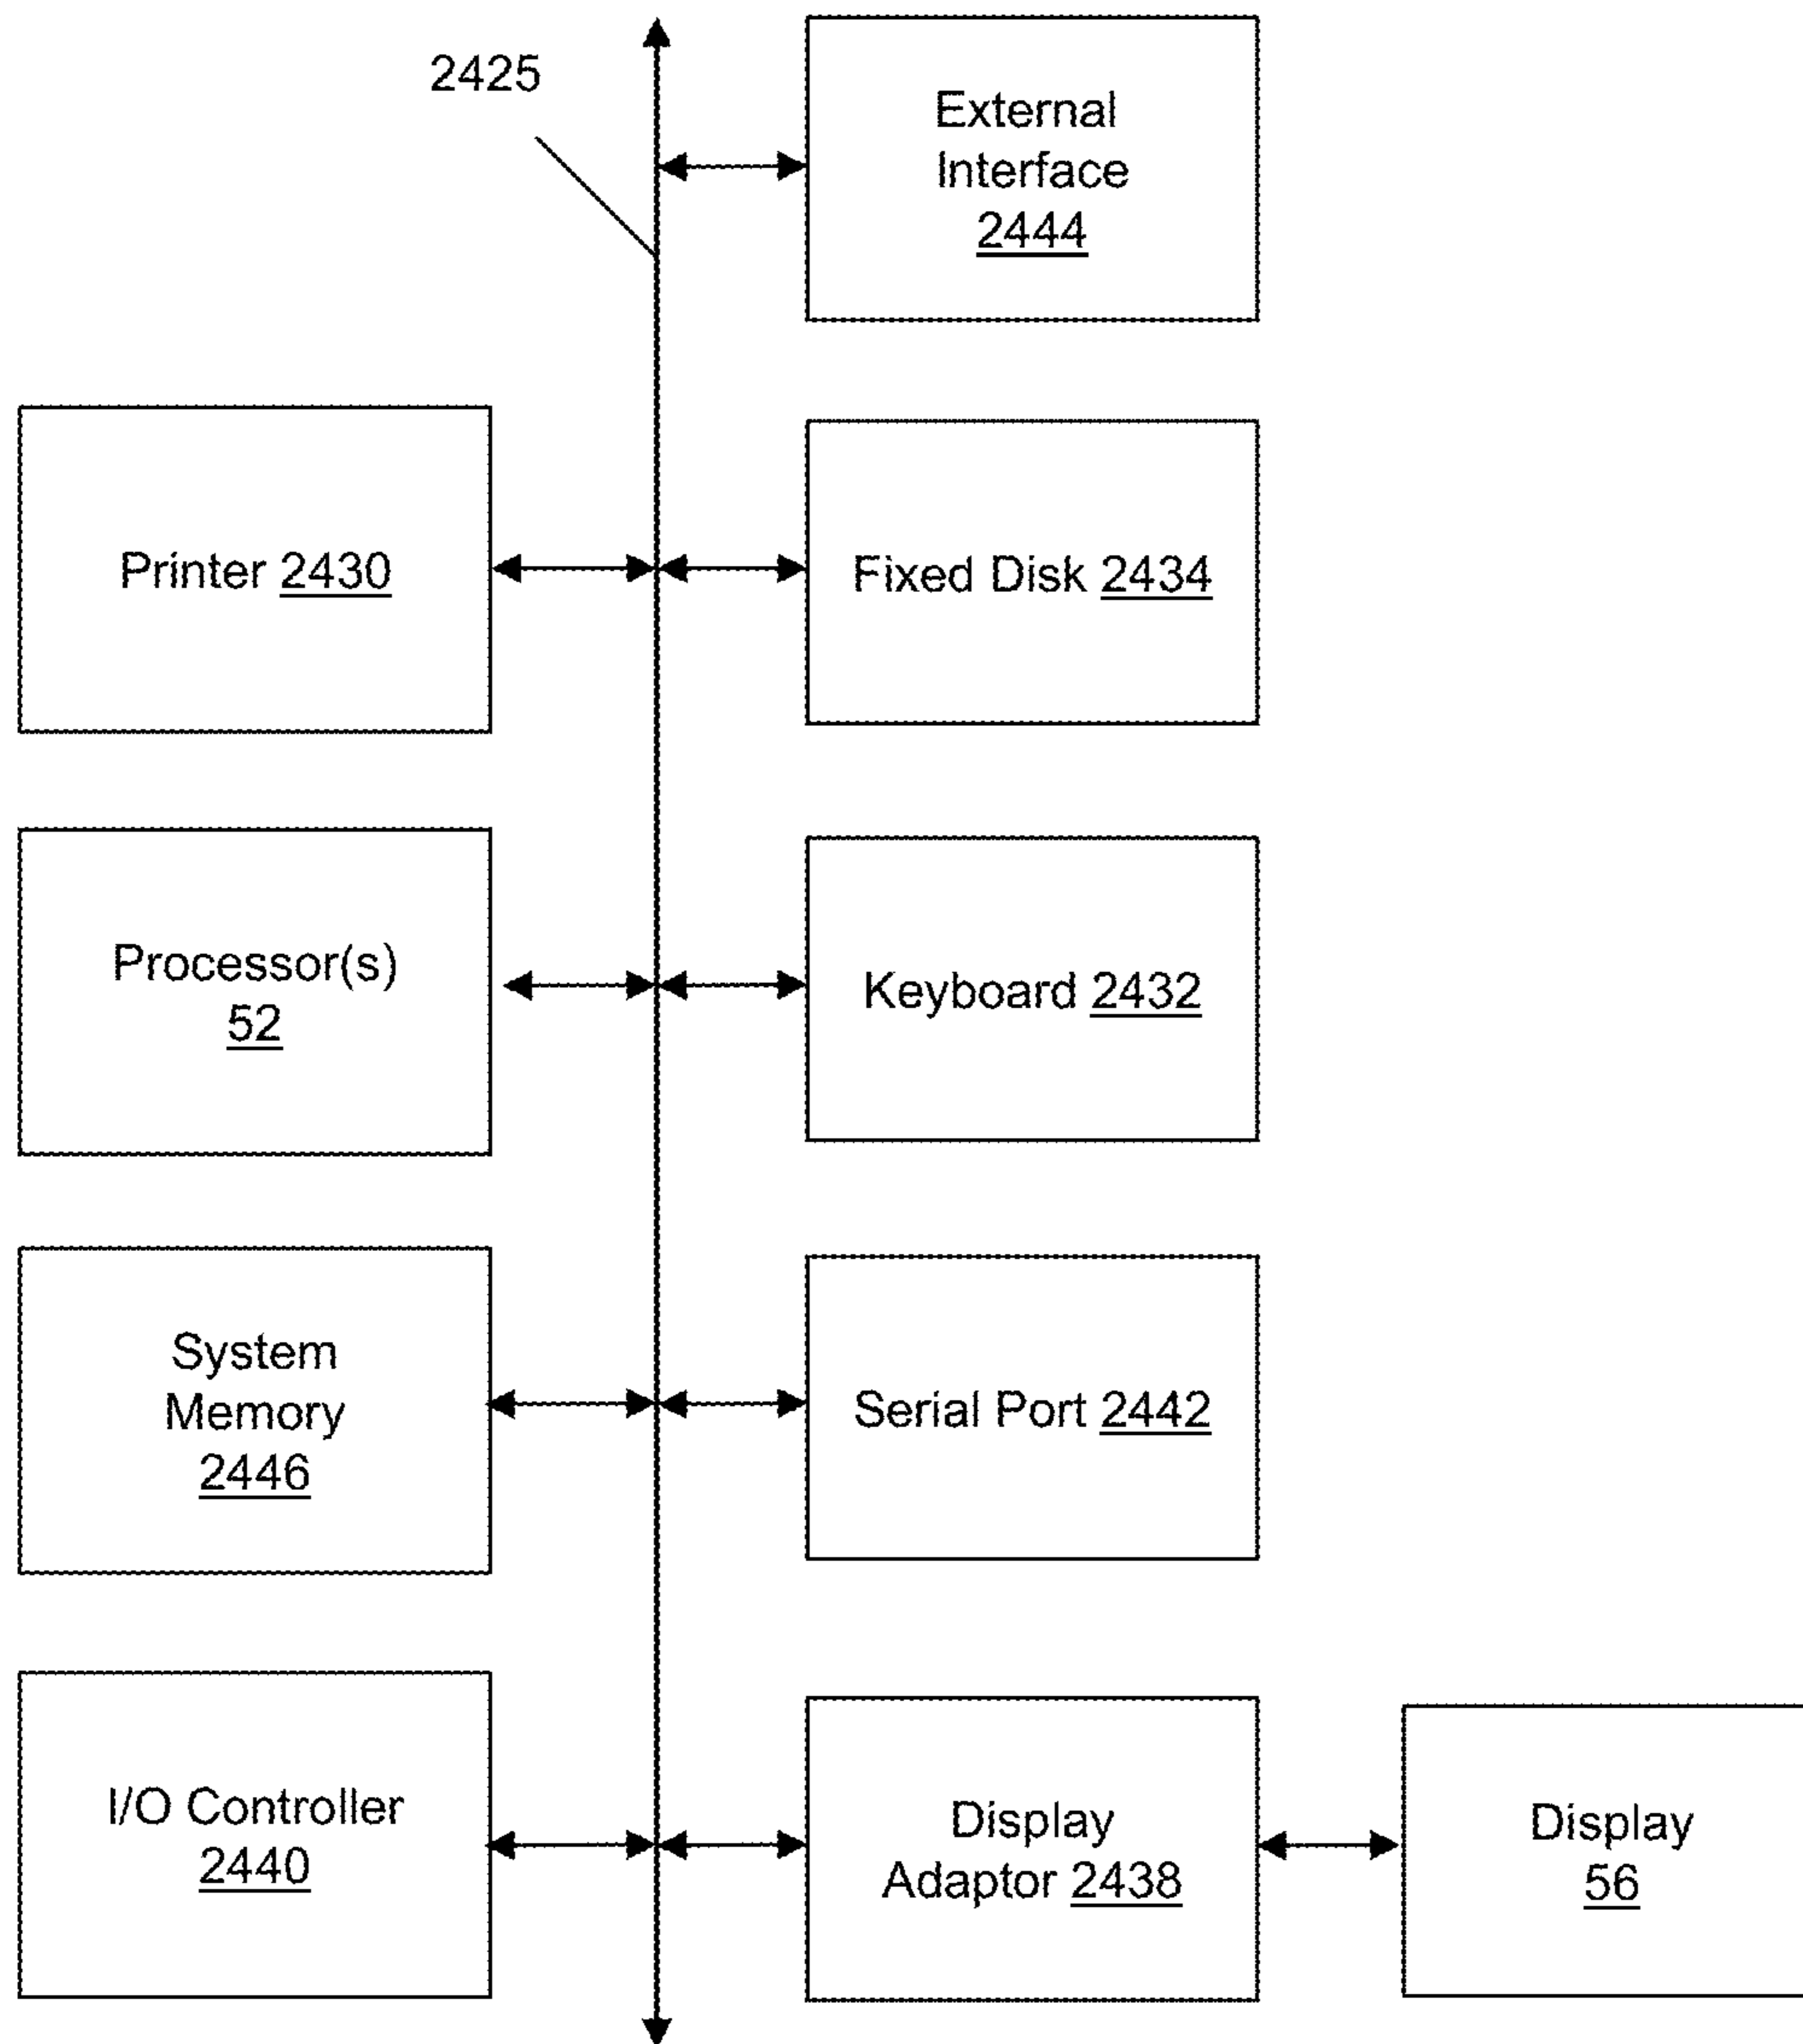 2425
External
Interface
2444
Printer 2430
Fixed Disk 2434
Processor(s)
52
Keyboard 2432
System
Memory
2446
Serial Port 2442
I/O Controller
2440
Display
Adaptor 2438
Display
56